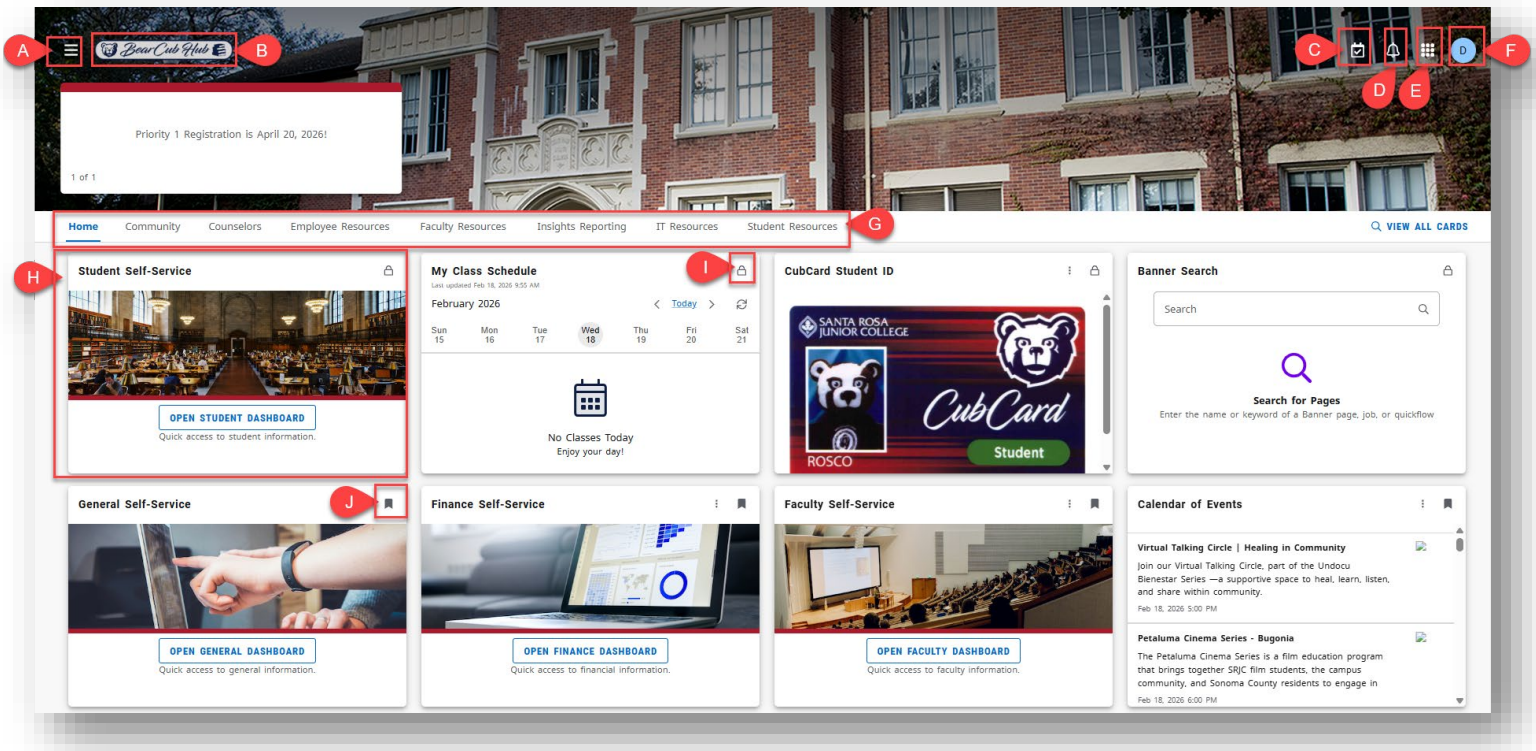 A
BearCub Hub
B
C
D
E
D
F
Priority 1 Registration is April 20, 2026!
1 of 1
Home Community Counselors Employee Resources Faculty Resources Insights Reporting IT Resources Student Resources
G
VIEW ALL CARDS
H
Student Self-Service
OPEN STUDENT DASHBOARD
Quick access to student information.
My Class Schedule
I
Last updated Feb 18, 2026 9:55 AM
February 2026
Today
Sun Mon Tue Wed Thu Fri Sat
15 16 17 18 19 20 21
No Classes Today
Enjoy your day!
CubCard Student ID
SANTA ROSA
JUNIOR COLLEGE
CubCard
Student
ROSCO
Banner Search
Search
Search for Pages
Enter the name or keyword of a Banner page, job, or quickflow
General Self-Service
J
OPEN GENERAL DASHBOARD
Quick access to general information.
Finance Self-Service
OPEN FINANCE DASHBOARD
Quick access to financial information.
Faculty Self-Service
OPEN FACULTY DASHBOARD
Quick access to faculty information.
Calendar of Events
Virtual Talking Circle | Healing in Community
Join our Virtual Talking Circle, part of the Undocu
Bienestar Series —a supportive space to heal, learn, listen,
and share within community.
Feb 18, 2026 5:00 PM
Petaluma Cinema Series - Bugonia
The Petaluma Cinema Series is a film education program
that brings together SRJC film students, the campus
community, and Sonoma County residents to engage in
Feb 18, 2026 6:00 PM